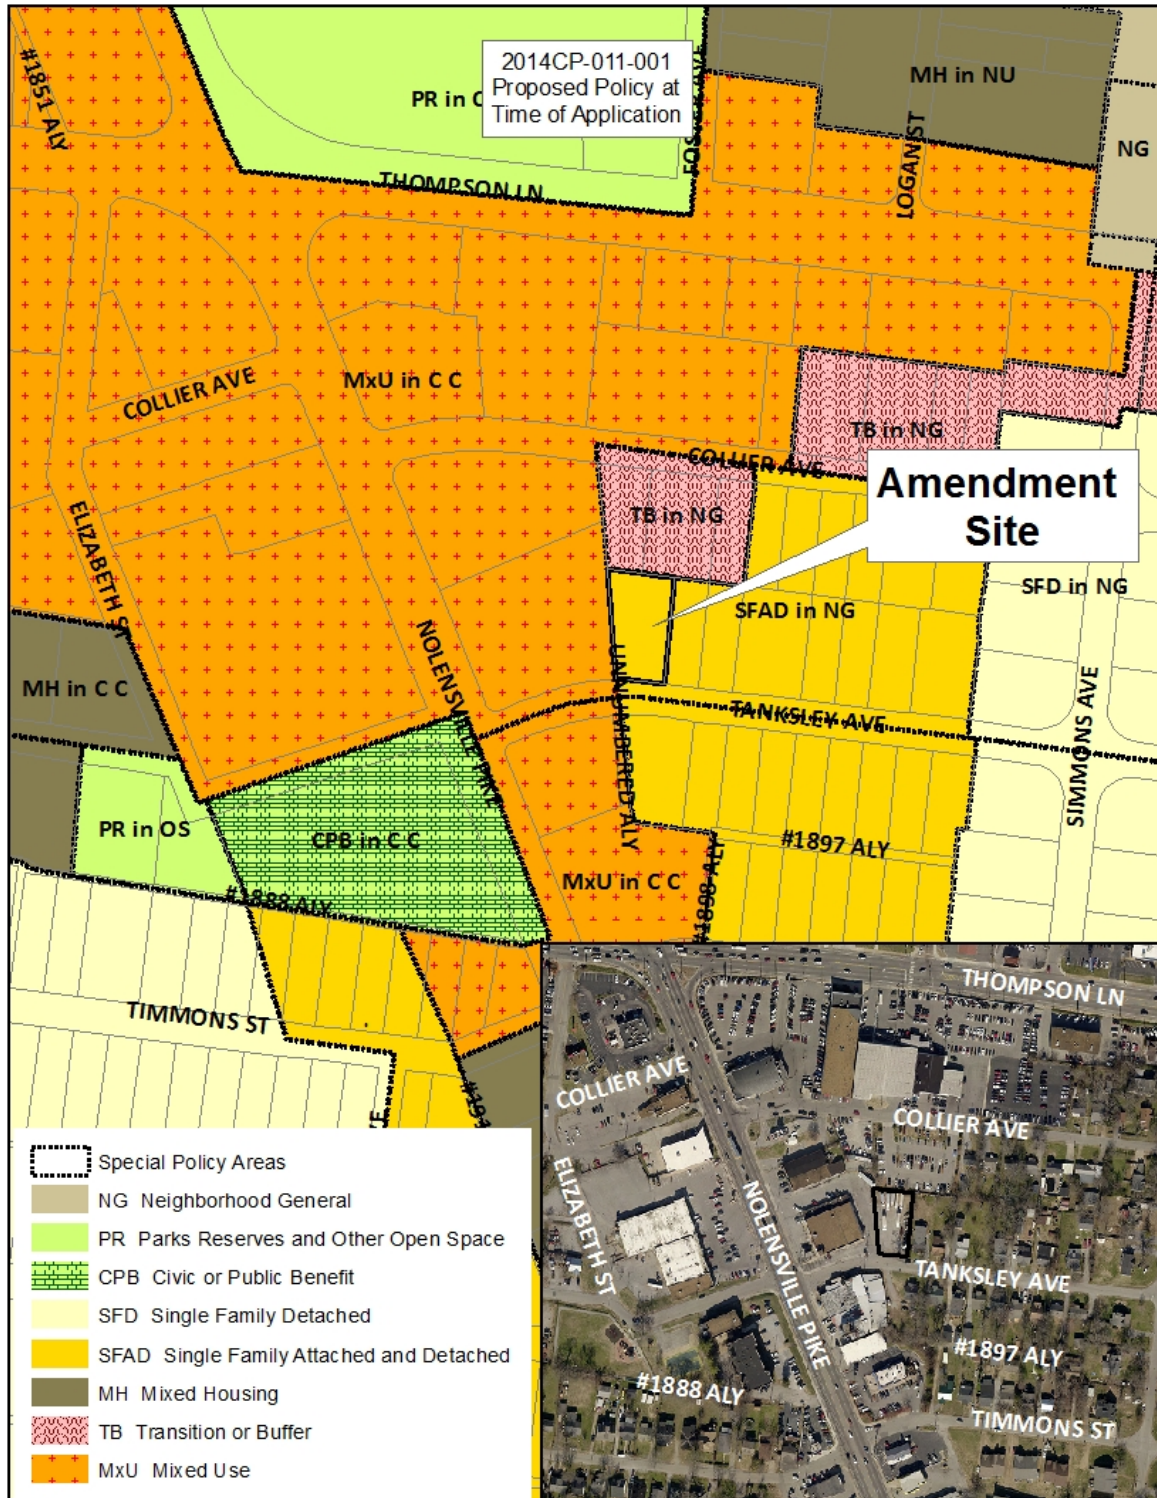 #1851 ALY
PR in C
2014CP-011-001
Proposed Policy at
Time of Application
MH in NU
NG
LOGAN ST
THOMPSON LN
COLLIER AVE
MxU in C C
TB in NG
COLLIER AVE
TB in NG
Amendment
Site
ELIZABETH ST
SFD in NG
SFAD in NG
NOLENSVILLE PIKE
UNNUMBERED ALY
MH in C C
TANKSLEY AVE
SIMMONS AVE
PR in OS
CPB in C C
#1897 ALY
MxU in C C
#1898 ALY
#1888 ALY
TIMMONS ST
Special Policy Areas
NG Neighborhood General
PR Parks Reserves and Other Open Space
CPB Civic or Public Benefit
SFD Single Family Detached
SFAD Single Family Attached and Detached
MH Mixed Housing
TB Transition or Buffer
MxU Mixed Use
THOMPSON LN
COLLIER AVE
COLLIER AVE
ELIZABETH ST
NOLENSVILLE PIKE
TANKSLEY AVE
#1897 ALY
#1888 ALY
TIMMONS ST